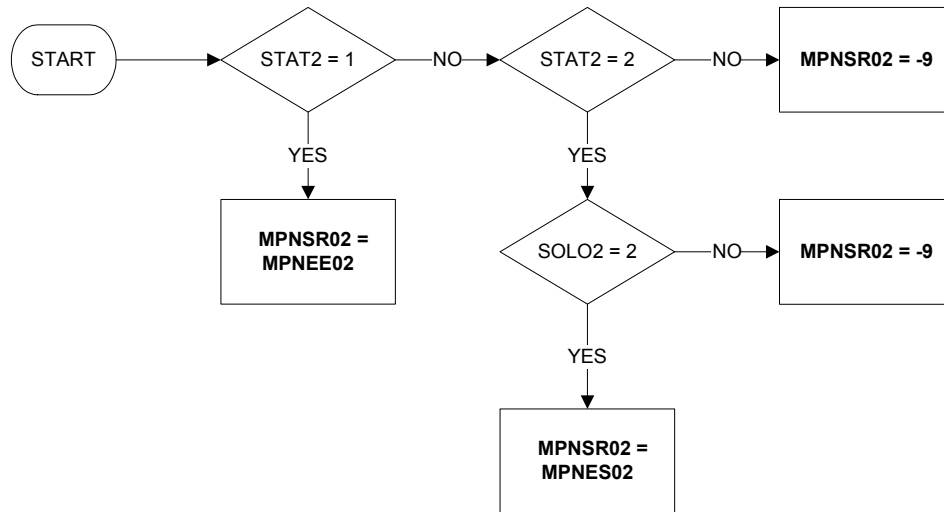 START
STAT2 = 1
NO
STAT2 = 2
NO
MPNSR02 = -9
YES
YES
MPNSR02 =
MPNEE02
SOLO2 = 2
NO
MPNSR02 = -9
YES
MPNSR02 =
MPNES02